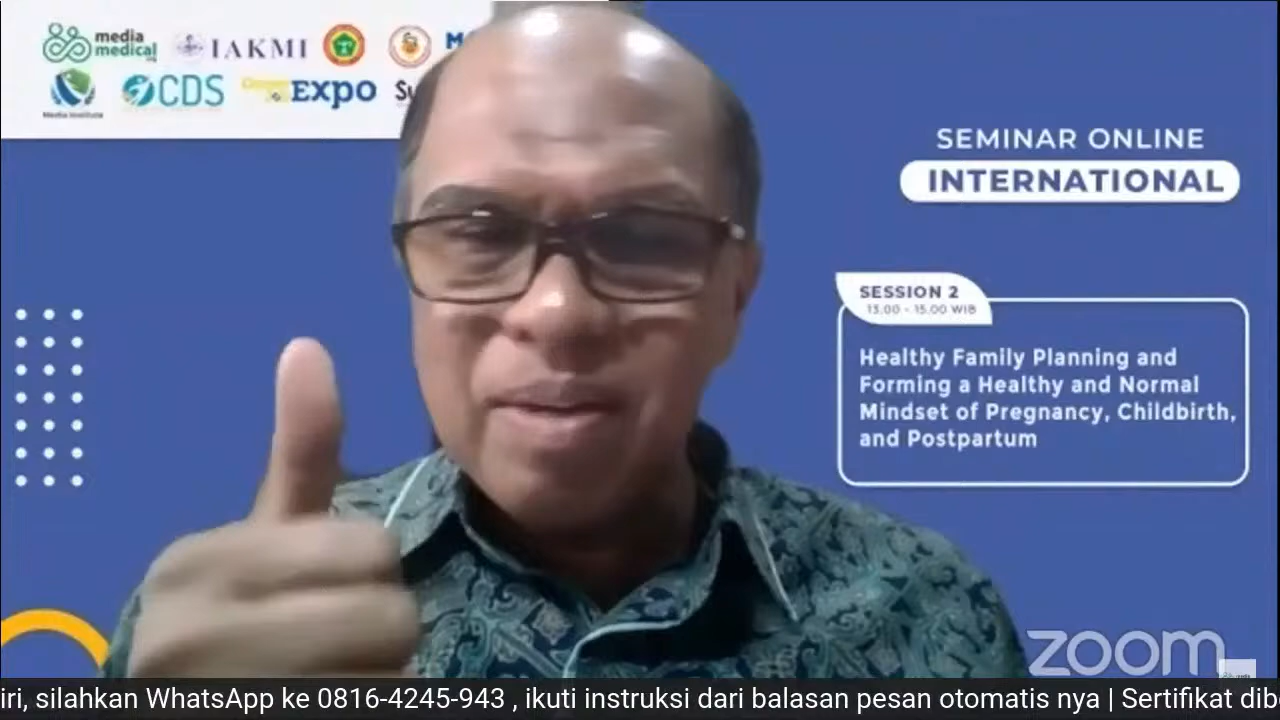 media
medical
IAKMI
CDS
Expo
Media Institute
SEMINAR ONLINE
INTERNATIONAL
SESSION 2
13.00 - 15.00 WIB
Healthy Family Planning and
Forming a Healthy and Normal
Mindset of Pregnancy, Childbirth,
and Postpartum
zoom
iri, silahkan WhatsApp ke 0816-4245-943 , ikuti instruksi dari balasan pesan otomatis nya | Sertifikat dib